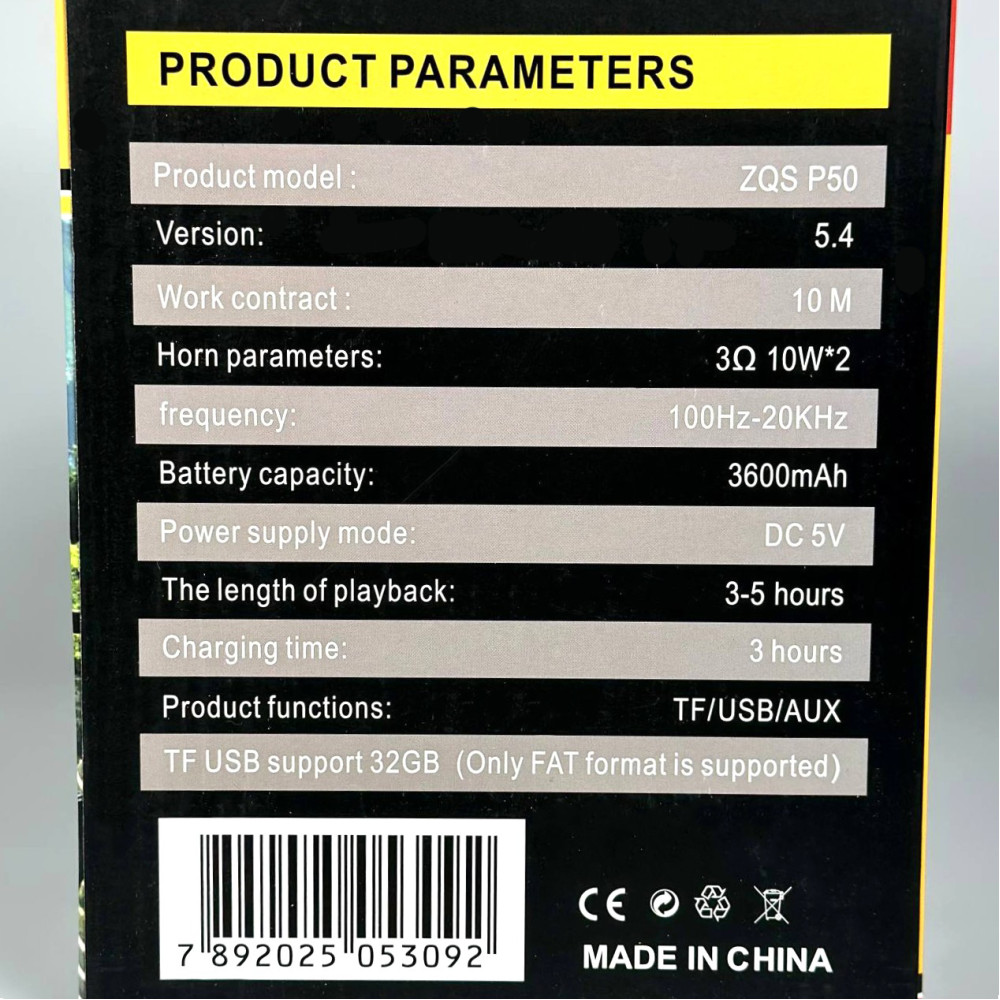 PRODUCT PARAMETERS
Product model : ZQS P50
Version: 5.4
Work contract : 10 M
Horn parameters: 3Ω 10W*2
frequency: 100Hz-20KHz
Battery capacity: 3600mAh
Power supply mode: DC 5V
The length of playback: 3-5 hours
Charging time: 3 hours
Product functions: TF/USB/AUX
TF USB support 32GB (Only FAT format is supported)
CE
7 892025 053092
MADE IN CHINA